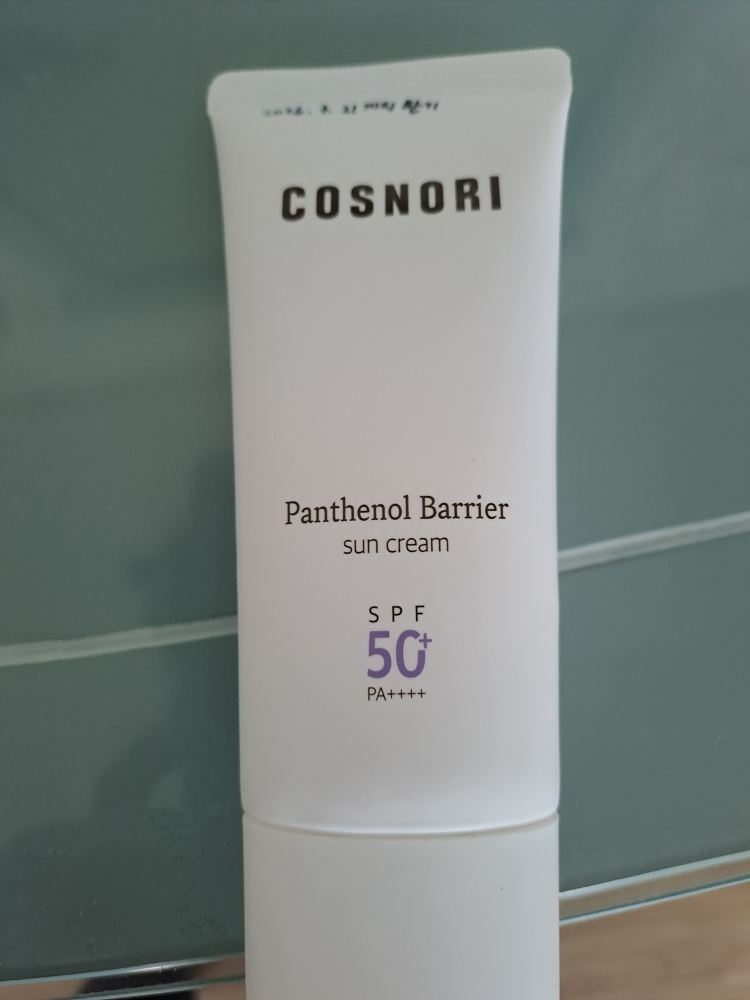 COSNORI
Panthenol Barrier
sun cream
SPF
50+
PA++++